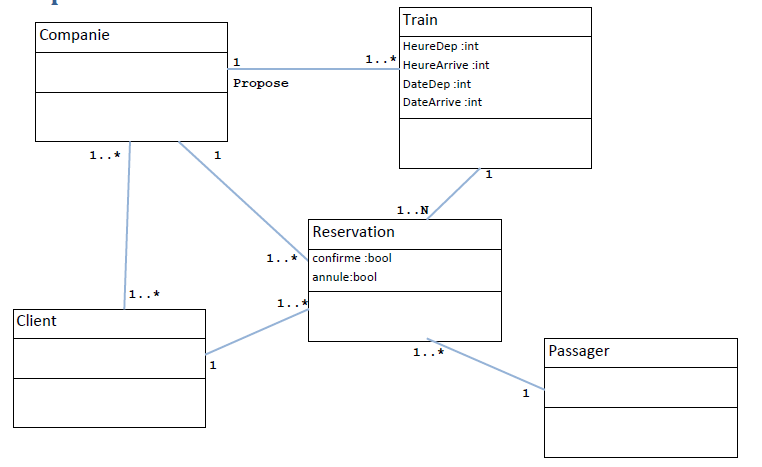 Companie
1
Propose
1..*
Train
HeureDep :int
HeureArrive :int
DateDep :int
DateArrive :int
1..*
1
1
1..N
Reservation
confirme :bool
annule:bool
1..*
1..*
1..*
Client
1
1..*
1
Passager